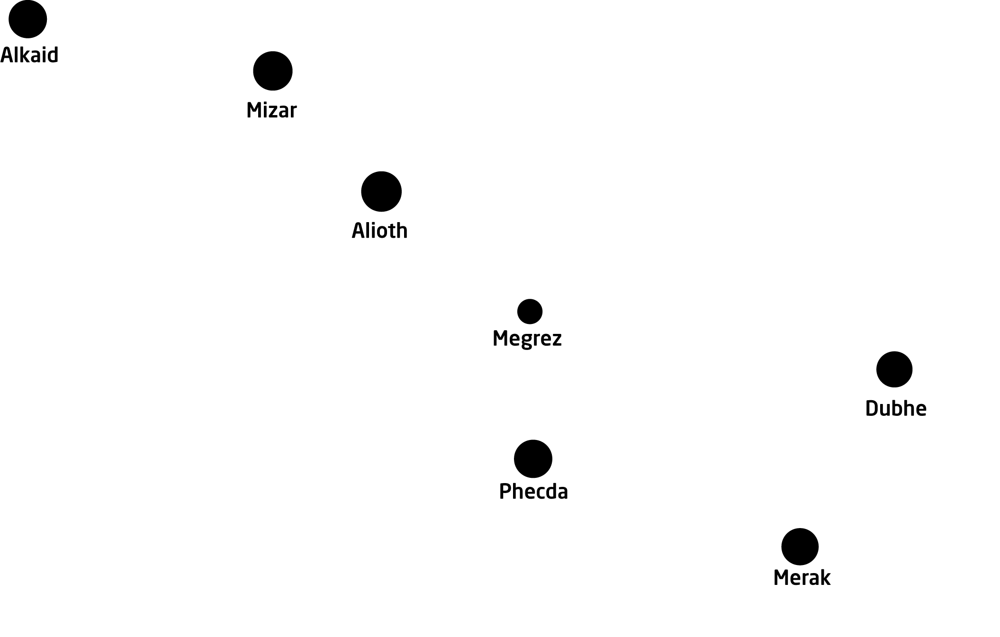 Alkaid
Mizar
Alioth
Megrez
Dubhe
Phecda
Merak